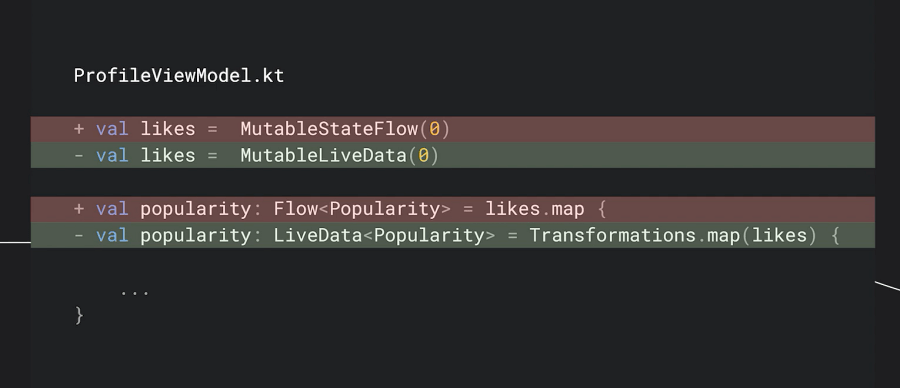 ProfileViewModel.kt
+ val likes =  MutableStateFlow(0)
- val likes =  MutableLiveData(0)
+ val popularity: Flow<Popularity> = likes.map {
- val popularity: LiveData<Popularity> = Transformations.map(likes) {
...
}